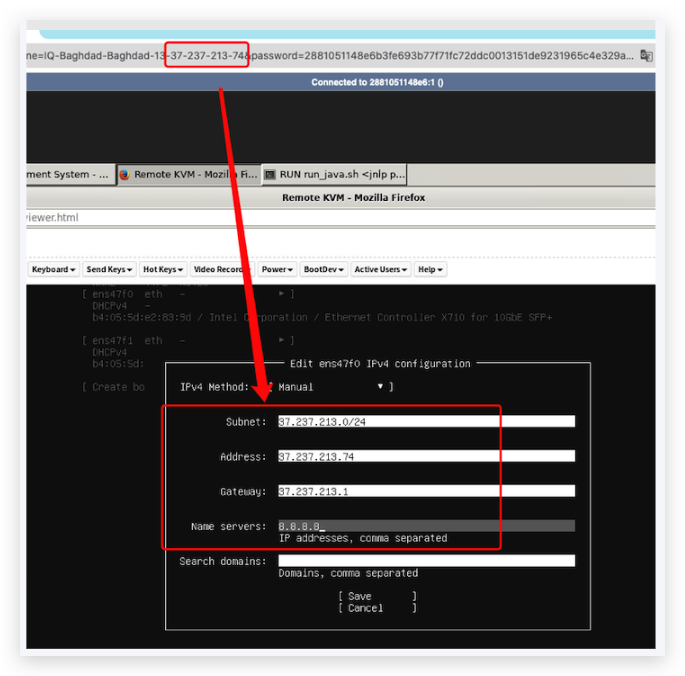 me=IQ-Baghdad-Baghdad-13-37-237-213-74&password=2881051148e6b3fe693b77f71fc72ddc0013151de9231965c4e329a...
Connected to 2881051148e6:1 ()
ment System - ... Remote KVM - Mozilla Fi... RUN run_java.sh <jnlp p...
Remote KVM - Mozilla Firefox
viewer.html
Keyboard Send Keys Hot Keys Video Record Power BootDev Active Users Help
[ ens47f0 eth - ▸ ]
DHCPv4 -
b4:05:5d:e2:83:9d / Intel Corporation / Ethernet Controller X710 for 10GbE SFP+
[ ens47f1 eth - ▸ ]
DHCPv4
b4:05:5d:
Edit ens47f0 IPv4 configuration
[ Create bo
IPv4 Method: [ Manual ▾ ]
Subnet: 37.237.213.0/24
Address: 37.237.213.74
Gateway: 37.237.213.1
Name servers: 8.8.8.8_
IP addresses, comma separated
Search domains:
Domains, comma separated
[ Save ]
[ Cancel ]